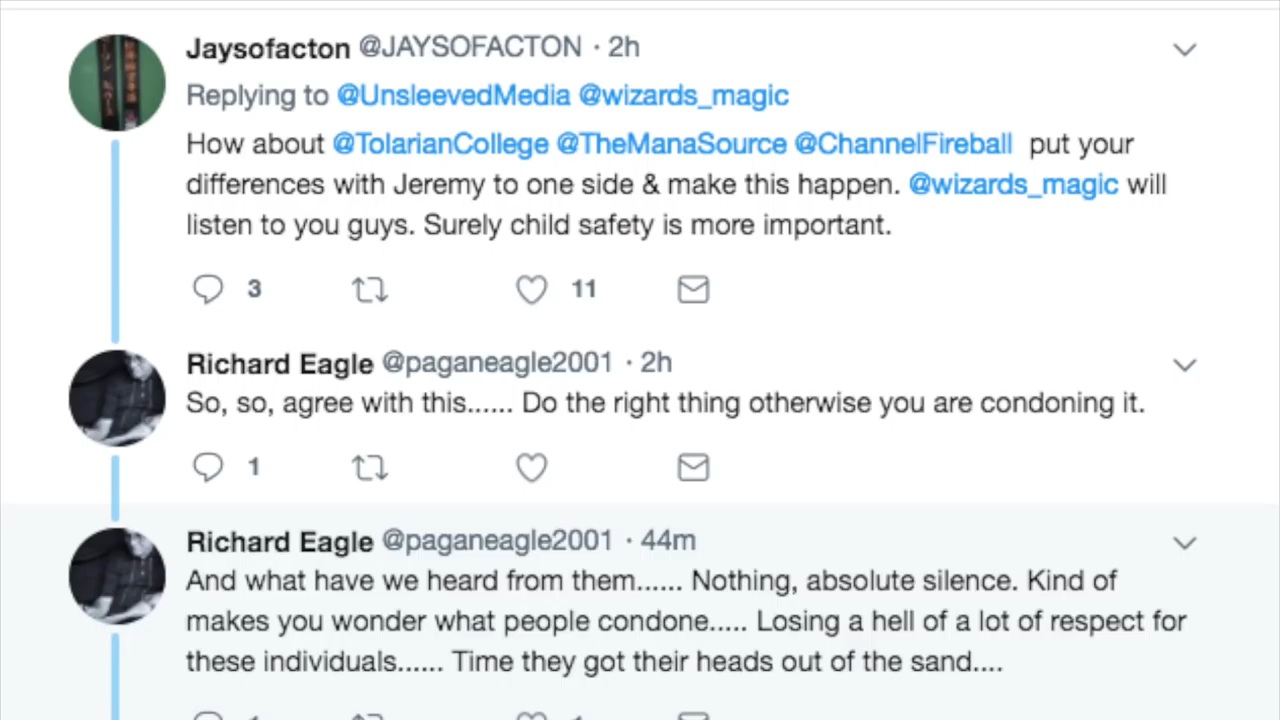 Jaysofacton @JAYSOFACTON · 2h
Replying to @UnsleevedMedia @wizards_magic
How about @TolarianCollege @TheManaSource @ChannelFireball put your
differences with Jeremy to one side & make this happen. @wizards_magic will
listen to you guys. Surely child safety is more important.
3 11
Richard Eagle @paganeagle2001 · 2h
So, so, agree with this...... Do the right thing otherwise you are condoning it.
1
Richard Eagle @paganeagle2001 · 44m
And what have we heard from them...... Nothing, absolute silence. Kind of
makes you wonder what people condone..... Losing a hell of a lot of respect for
these individuals...... Time they got their heads out of the sand....